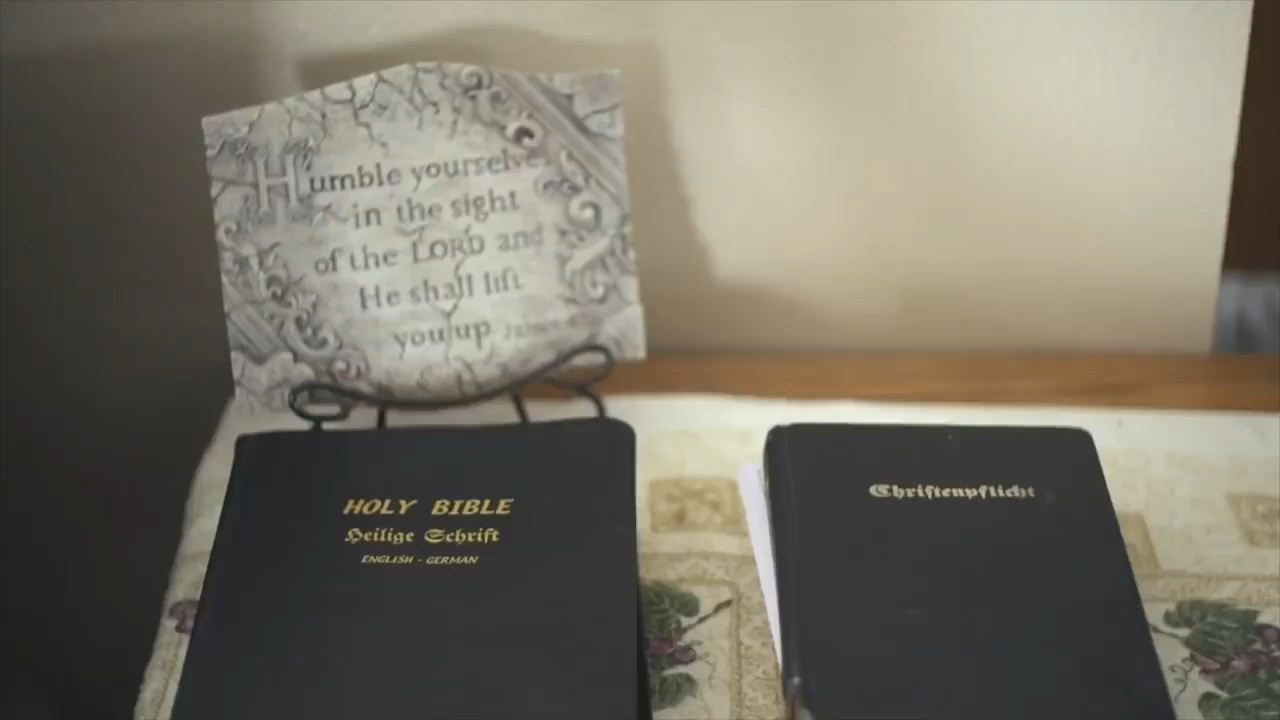 Humble yourselves
in the sight
of the LORD and
He shall lift
you up James
HOLY BIBLE
Heilige Schrift
ENGLISH - GERMAN
Christenpflicht